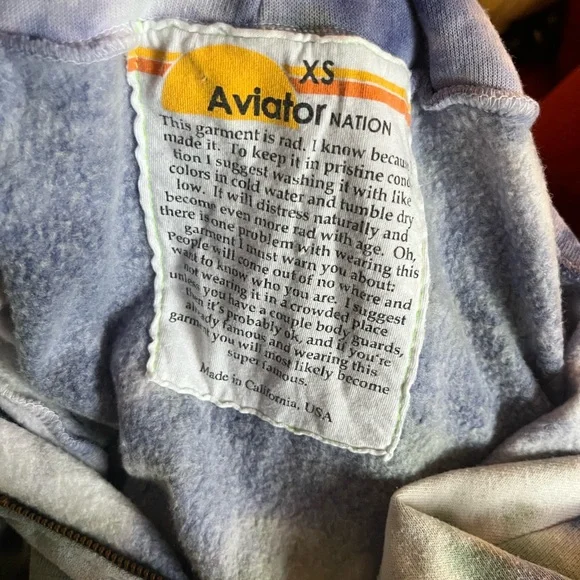 XS
Aviator NATION
This garment is rad. I know because
made it. To keep it in pristine condi
tion I suggest washing it with like
colors in cold water and tumble dry
low. It will distress naturally and
become even more rad with age. Oh,
there is one problem with wearing this
garment I must warn you about:
People will come out of no where and
want to know who you are. I suggest
not wearing it in a crowded place
unless you have a couple body guards,
then it's probably ok, and if you're
already famous and wearing this
garment you will most likely become
super famous.
Made in California, USA